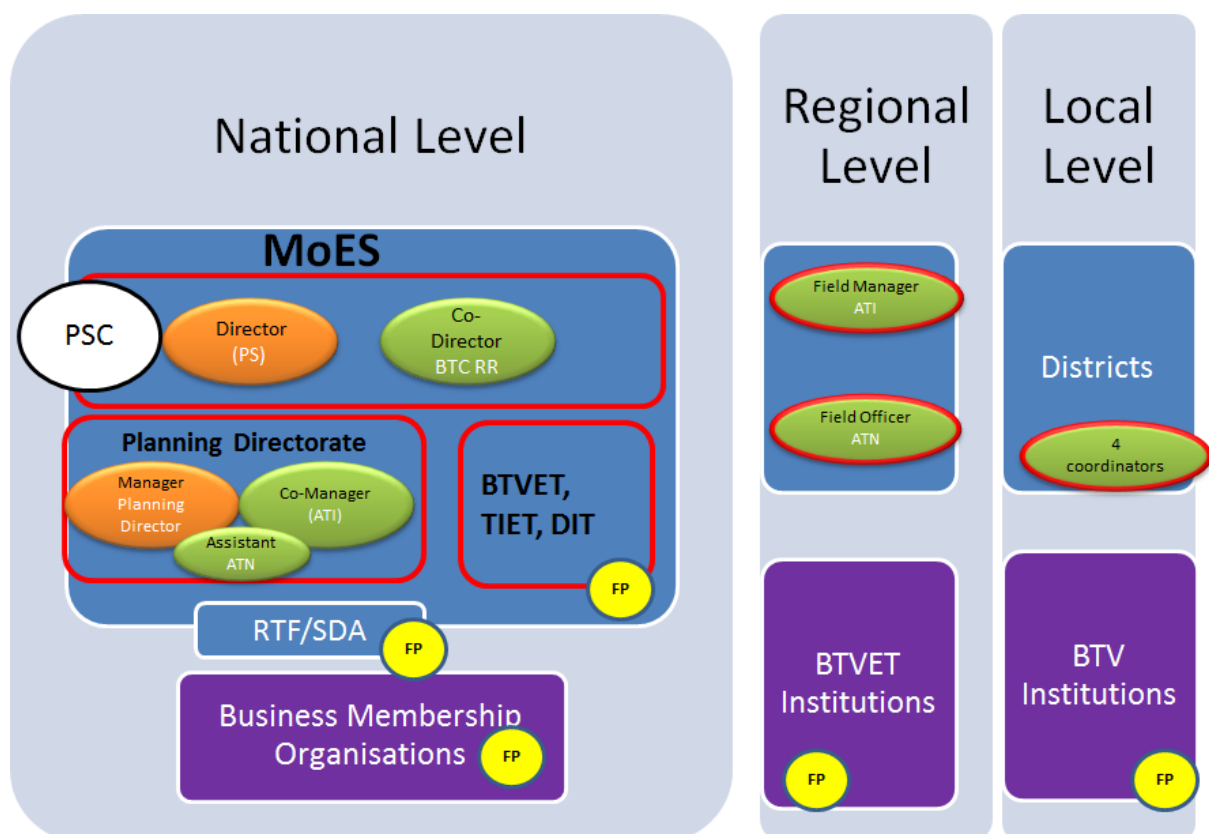 National Level
MoES
PSC
Director
(PS)
Co-
Director
BTC RR
Planning Directorate
Manager
Planning
Director
Co-Manager
(ATI)
Assistant
ATN
BTVET,
TIET, DIT
FP
RTF/SDA
FP
Business Membership
Organisations
FP
Regional
Level
Field Manager
ATI
Field Officer
ATN
BTVET
Institutions
FP
Local
Level
Districts
4
coordinators
BTV
Institutions
FP